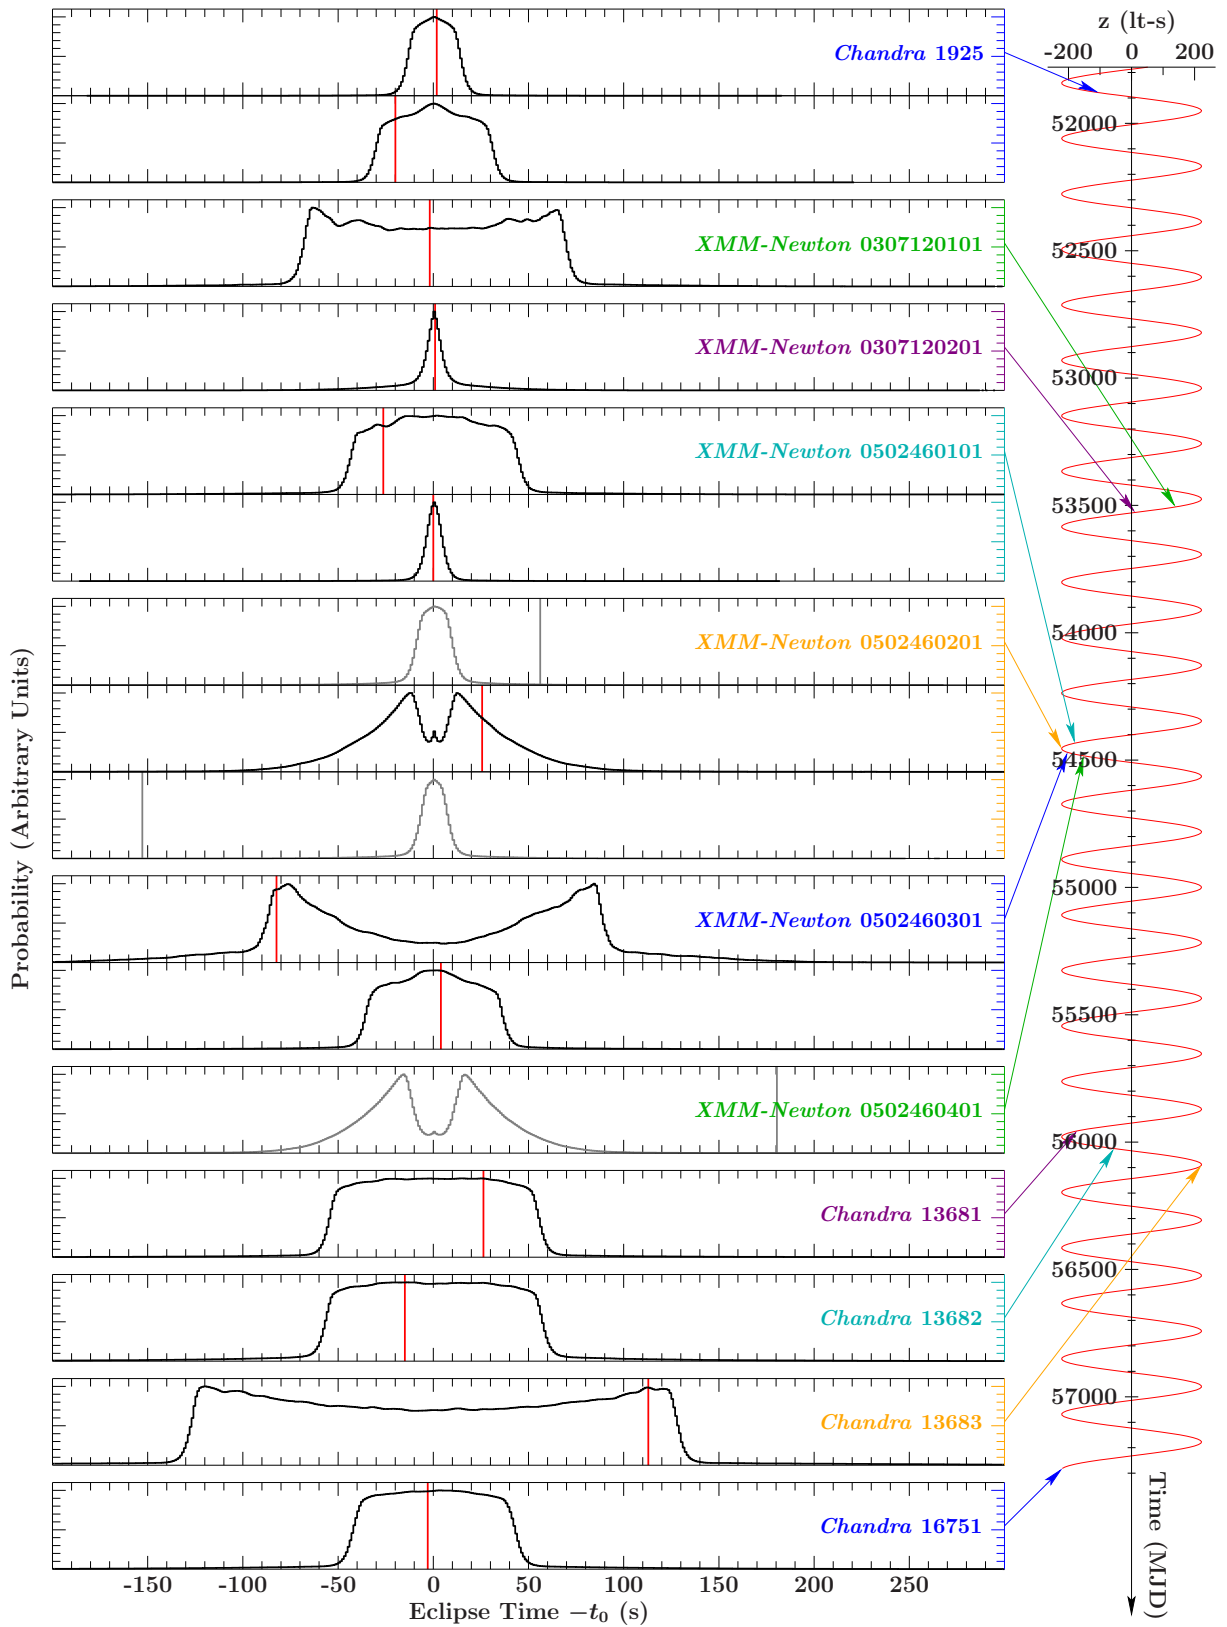 z (lt-s)
-200 0 200
Chandra 1925
52000
XMM-Newton 0307120101
52500
XMM-Newton 0307120201
53000
XMM-Newton 0502460101
53500
XMM-Newton 0502460201
54000
54500
Probability (Arbitrary Units)
55000
XMM-Newton 0502460301
55500
XMM-Newton 0502460401
56000
Chandra 13681
56500
Chandra 13682
57000
Chandra 13683
Chandra 16751
Time (MJD)
-150 -100 -50 0 50 100 150 200 250
Eclipse Time −t₀ (s)